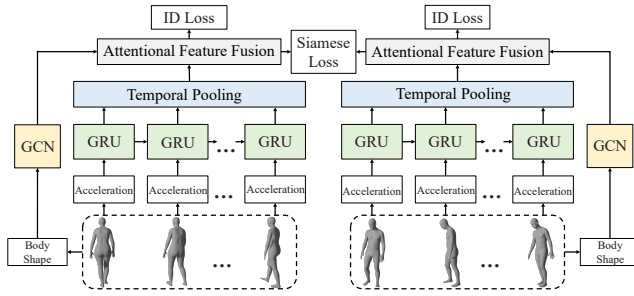 ID Loss
ID Loss
Attentional Feature Fusion
Siamese
Loss
Attentional Feature Fusion
Temporal Pooling
Temporal Pooling
GCN
GRU
GRU
...
GRU
GRU
GRU
...
GRU
GCN
Acceleration
Acceleration
...
Acceleration
Acceleration
Acceleration
...
Acceleration
Body
Shape
...
...
Body
Shape